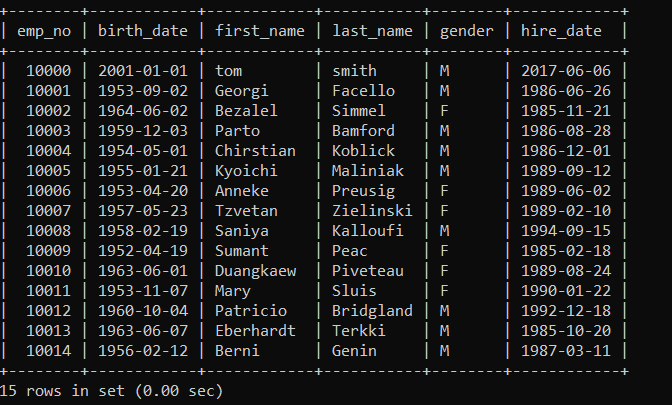 +--------+------------+------------+-----------+--------+------------+
| emp_no | birth_date | first_name | last_name | gender | hire_date  |
+--------+------------+------------+-----------+--------+------------+
|  10000 | 2001-01-01 | tom        | smith     | M      | 2017-06-06 |
|  10001 | 1953-09-02 | Georgi     | Facello   | M      | 1986-06-26 |
|  10002 | 1964-06-02 | Bezalel    | Simmel    | F      | 1985-11-21 |
|  10003 | 1959-12-03 | Parto      | Bamford   | M      | 1986-08-28 |
|  10004 | 1954-05-01 | Chirstian  | Koblick   | M      | 1986-12-01 |
|  10005 | 1955-01-21 | Kyoichi    | Maliniak  | M      | 1989-09-12 |
|  10006 | 1953-04-20 | Anneke     | Preusig   | F      | 1989-06-02 |
|  10007 | 1957-05-23 | Tzvetan    | Zielinski | F      | 1989-02-10 |
|  10008 | 1958-02-19 | Saniya     | Kalloufi  | M      | 1994-09-15 |
|  10009 | 1952-04-19 | Sumant     | Peac      | F      | 1985-02-18 |
|  10010 | 1963-06-01 | Duangkaew  | Piveteau  | F      | 1989-08-24 |
|  10011 | 1953-11-07 | Mary       | Sluis     | F      | 1990-01-22 |
|  10012 | 1960-10-04 | Patricio   | Bridgland | M      | 1992-12-18 |
|  10013 | 1963-06-07 | Eberhardt  | Terkki    | M      | 1985-10-20 |
|  10014 | 1956-02-12 | Berni      | Genin     | M      | 1987-03-11 |
+--------+------------+------------+-----------+--------+------------+
15 rows in set (0.00 sec)